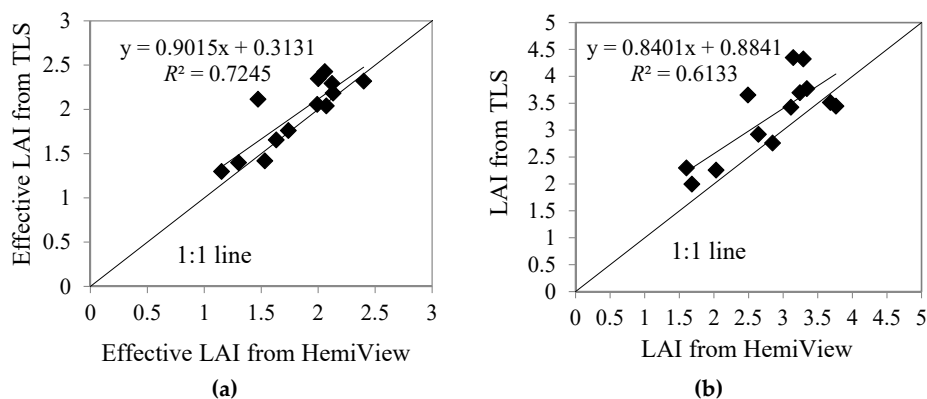 3
2.5
2
1.5
1
0.5
0
Effective LAI from TLS
y = 0.9015x + 0.3131
R² = 0.7245
1:1 line
0 0.5 1 1.5 2 2.5 3
Effective LAI from HemiView
(a)
5
4.5
4
3.5
3
2.5
2
1.5
1
0.5
0
LAI from TLS
y = 0.8401x + 0.8841
R² = 0.6133
1:1 line
0 0.5 1 1.5 2 2.5 3 3.5 4 4.5 5
LAI from HemiView
(b)